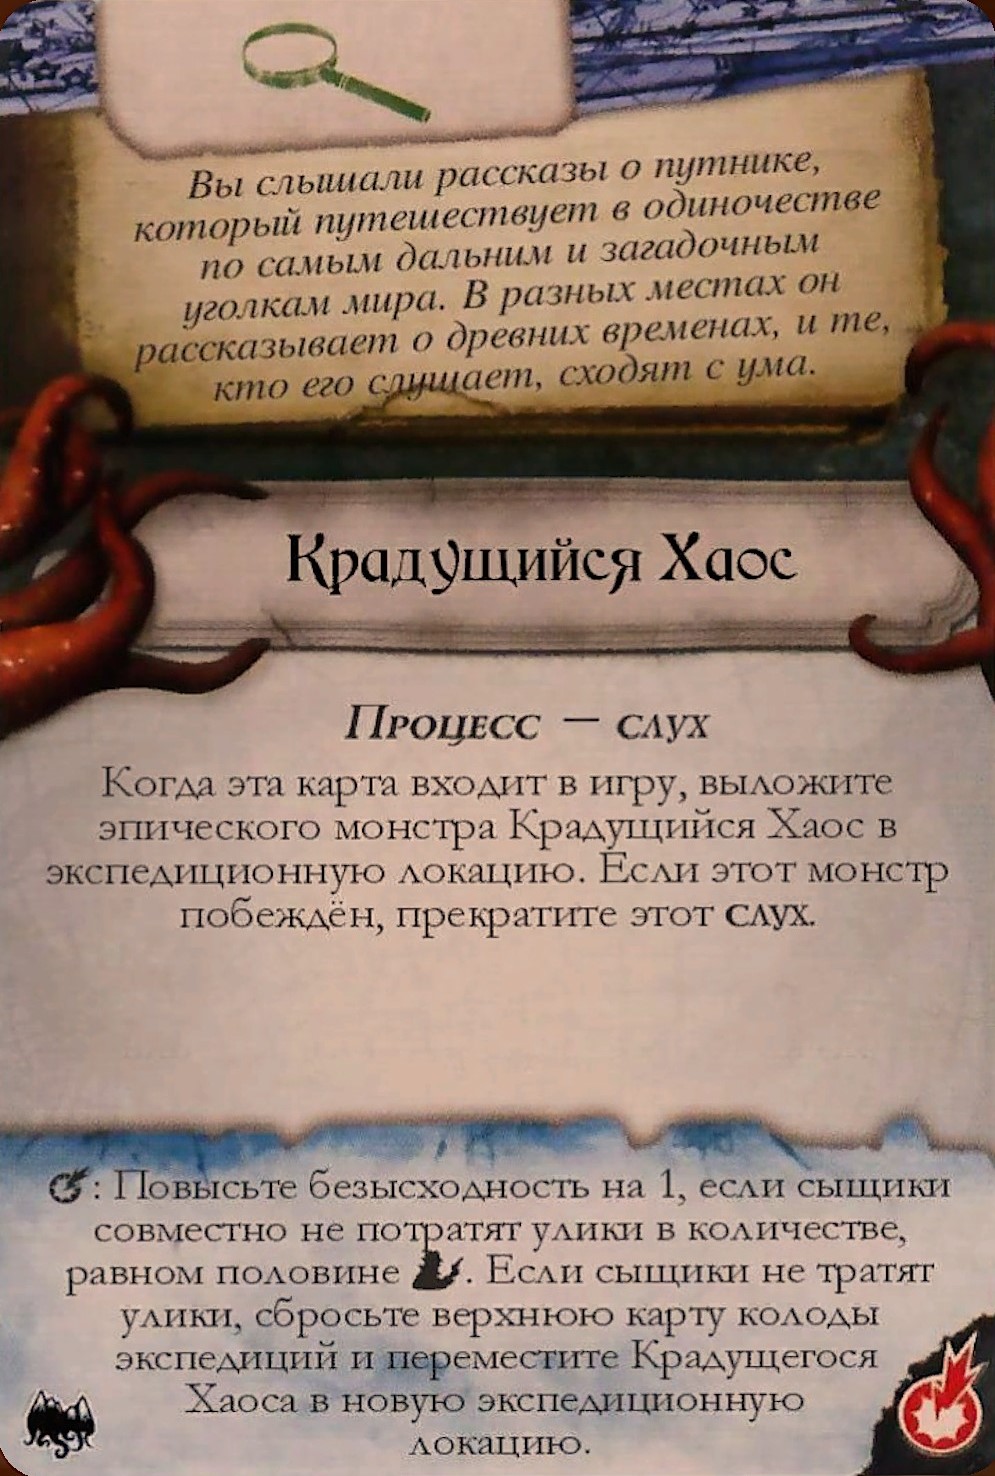 Вы слышали рассказы о путнике,
который путешествует в одиночестве
по самым дальним и загадочным
уголкам мира. В разных местах он
рассказывает о древних временах, и те,
кто его слушает, сходят с ума.
Крадущийся Хаос
Процесс — слух
Когда эта карта входит в игру, выложите
эпического монстра Крадущийся Хаос в
экспедиционную локацию. Если этот монстр
побеждён, прекратите этот слух.
: Повысьте безысходность на 1, если сыщики
совместно не потратят улики в количестве,
равном половине . Если сыщики не тратят
улики, сбросьте верхнюю карту колоды
экспедиций и переместите Крадущегося
Хаоса в новую экспедиционную
локацию.